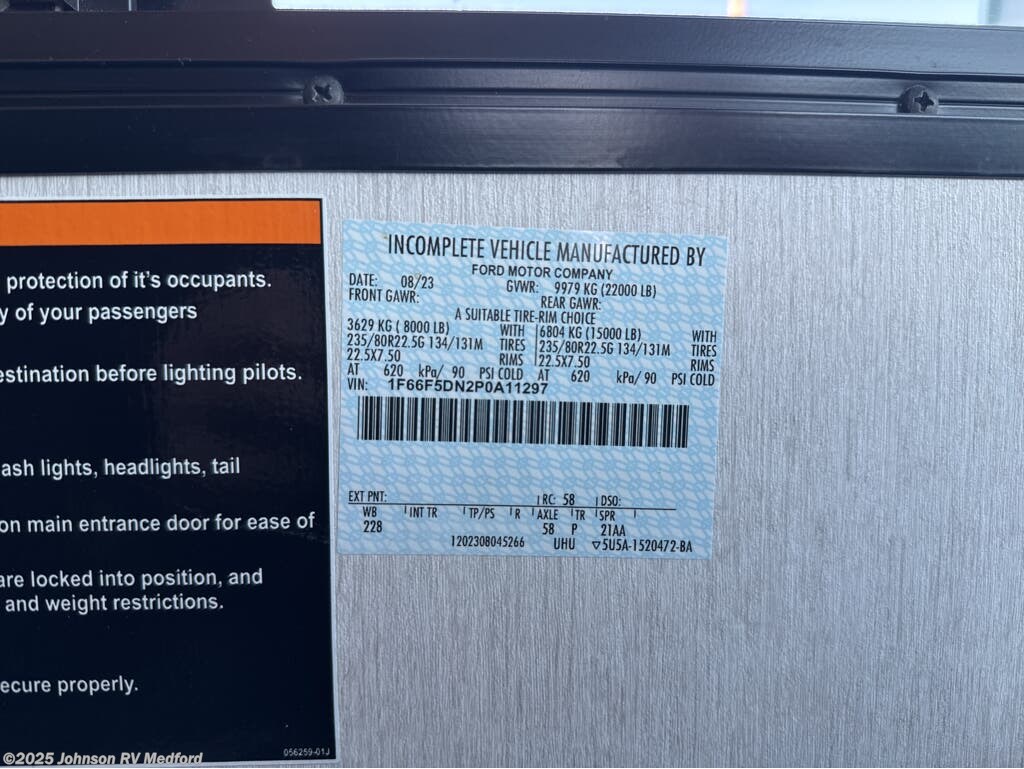 protection of it's occupants.
y of your passengers
estination before lighting pilots.
ash lights, headlights, tail
on main entrance door for ease of
are locked into position, and
and weight restrictions.
ecure properly.
056259-01J
INCOMPLETE VEHICLE MANUFACTURED BY
FORD MOTOR COMPANY
DATE: 08/23 GVWR: 9979 KG (22000 LB)
FRONT GAWR: REAR GAWR:
A SUITABLE TIRE-RIM CHOICE
3629 KG ( 8000 LB) WITH 6804 KG (15000 LB) WITH
235/80R22.5G 134/131M TIRES 235/80R22.5G 134/131M TIRES
22.5X7.50 RIMS 22.5X7.50 RIMS
AT 620 kPa/ 90 PSI COLD AT 620 kPa/ 90 PSI COLD
VIN: 1F66F5DN2P0A11297
EXT PNT: RC: 58 DSO:
WB INT TR TP/PS R AXLE TR SPR
228 58 P 21AA
1202308045266 UHU ▽5U5A-1520472-BA
©2025 Johnson RV Medford